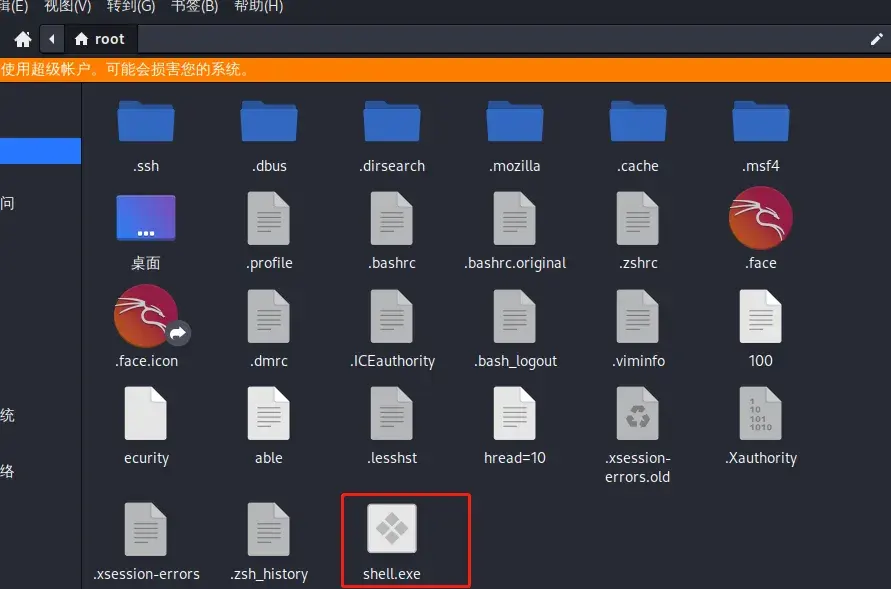 辑(E) 视图(V) 转到(G) 书签(B) 帮助(H)
root
使用超级帐户。可能会损害您的系统。
.ssh .dbus .dirsearch .mozilla .cache .msf4
问
桌面 .profile .bashrc .bashrc.original .zshrc .face
.face.icon .dmrc .ICEauthority .bash_logout .viminfo 100
统
1
10
101
1010
ecurity able .lesshst hread=10 .xsession-errors.old .Xauthority
络
.xsession-errors .zsh_history shell.exe